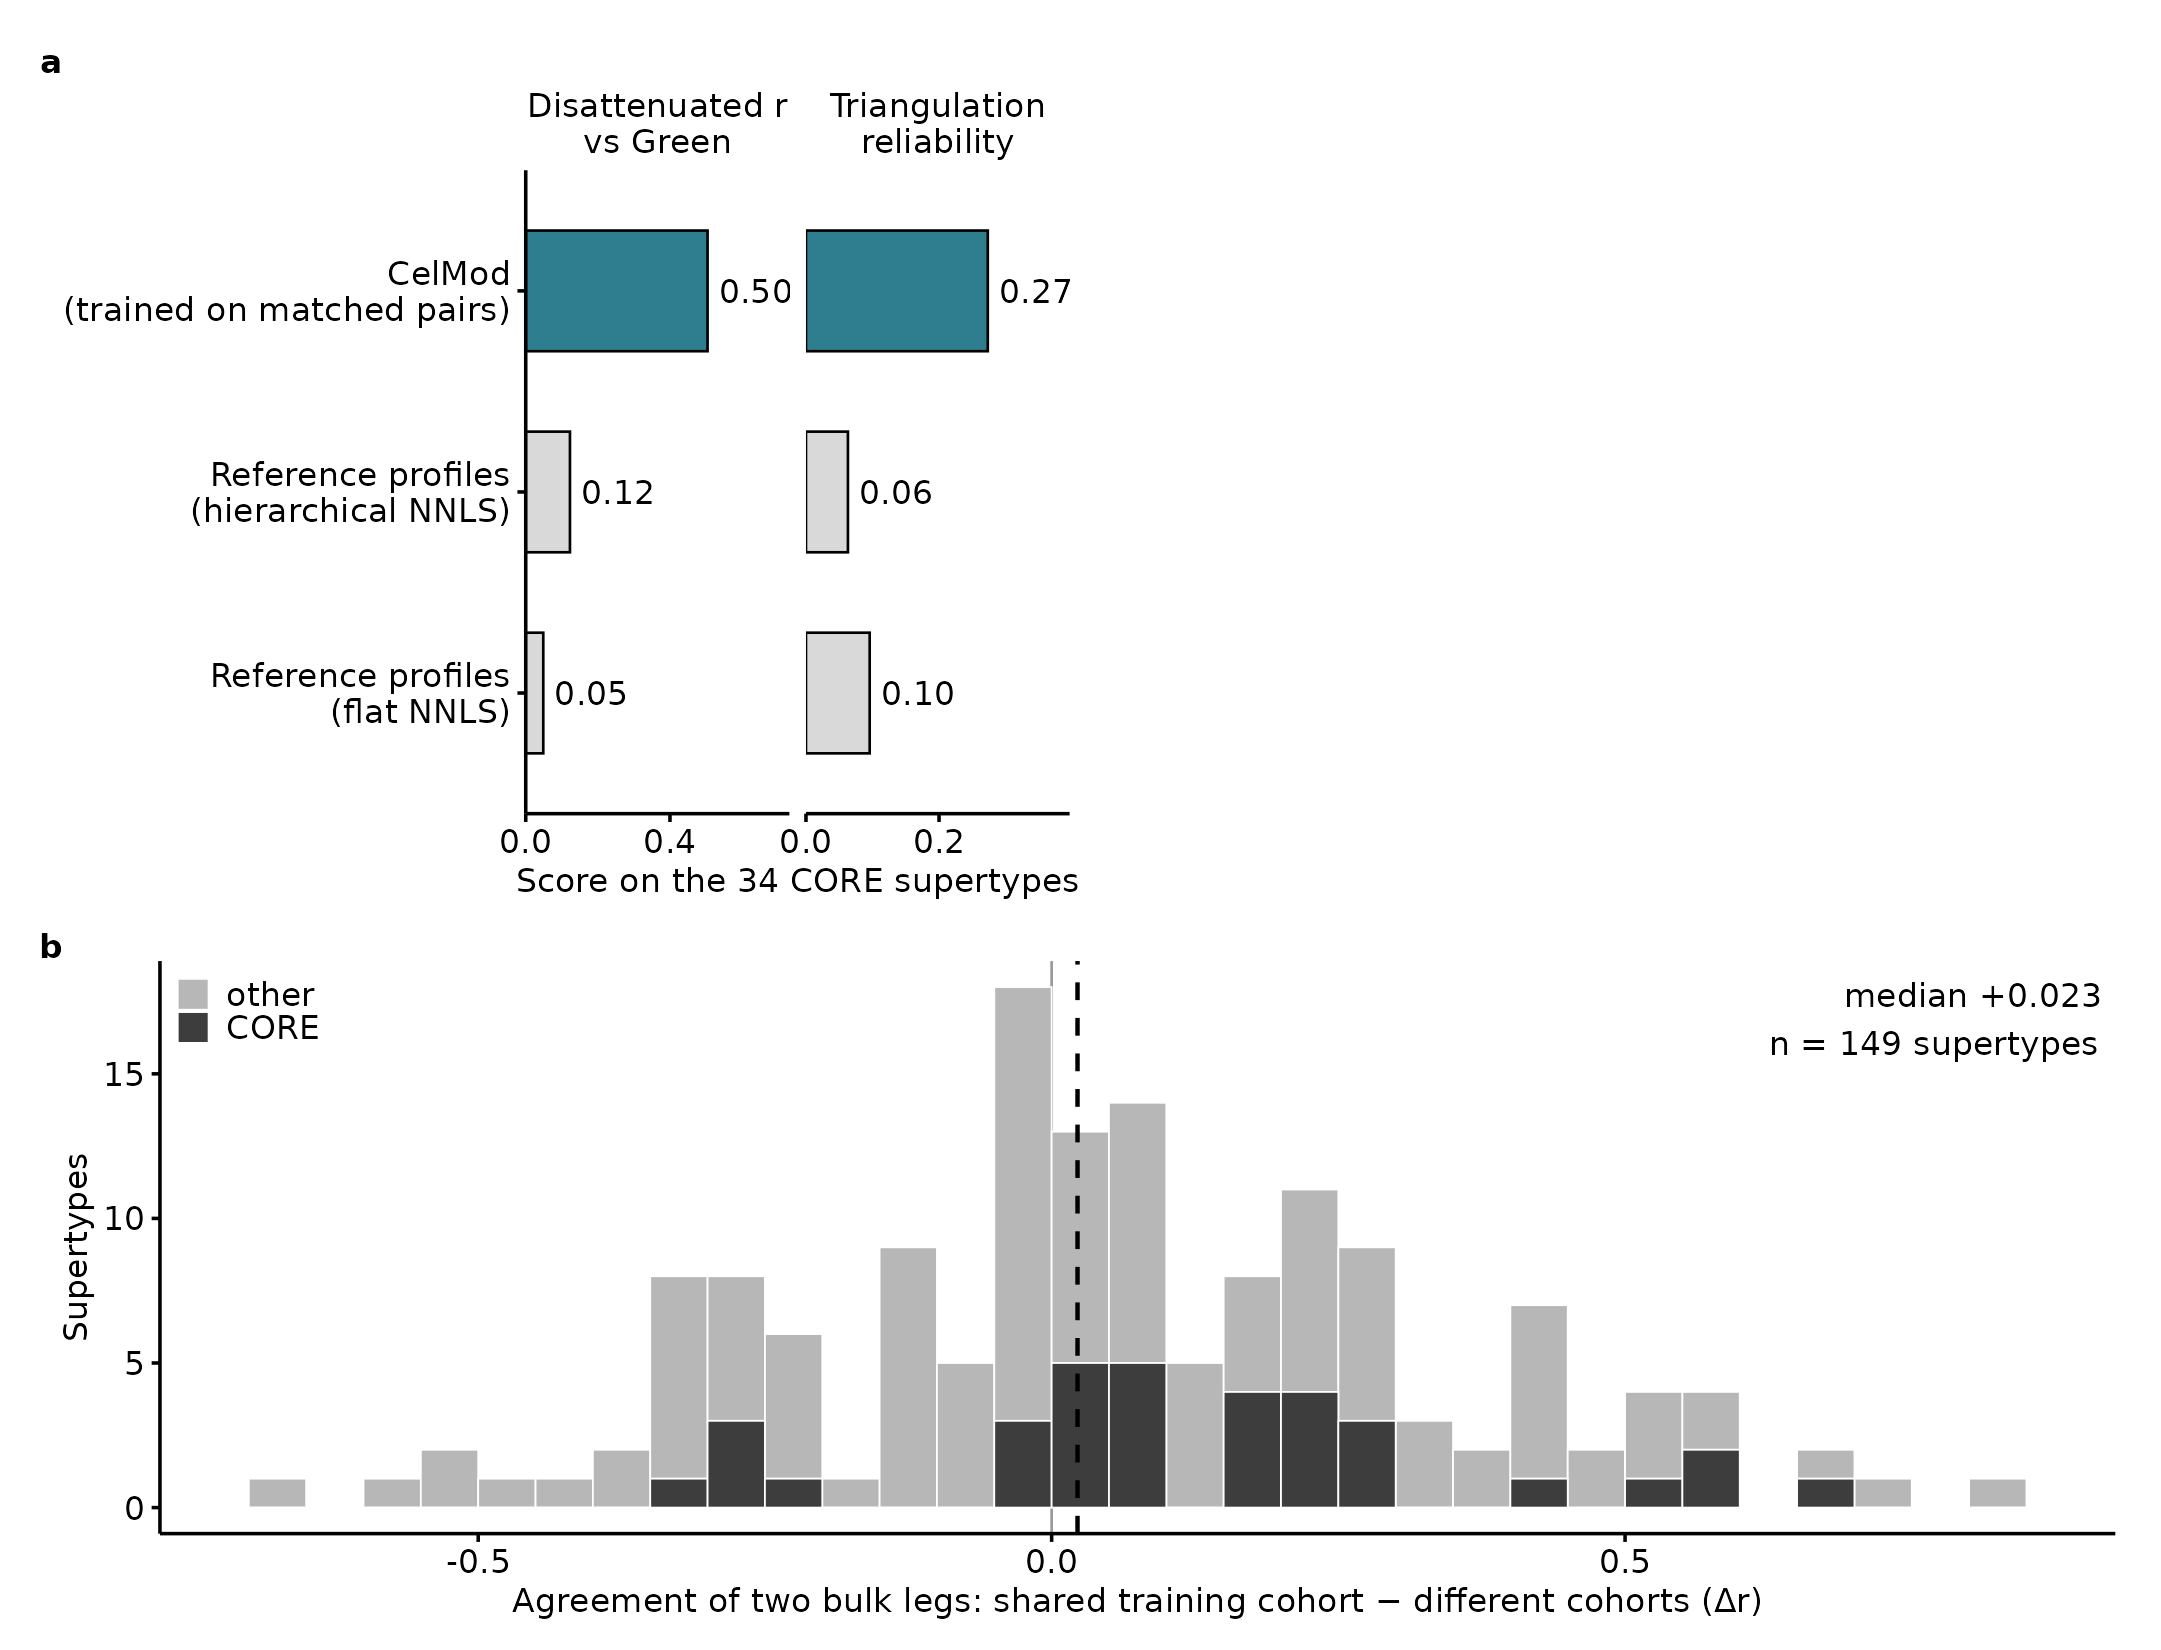 a
Disattenuated r
vs Green
Triangulation
reliability
CelMod
(trained on matched pairs)
0.50
0.27
Reference profiles
(hierarchical NNLS)
0.12
0.06
Reference profiles
(flat NNLS)
0.05
0.10
0.0
0.4
0.0
0.2
Score on the 34 CORE supertypes
b
other
CORE
median +0.023
n = 149 supertypes
Supertypes
15
10
5
0
-0.5
0.0
0.5
Agreement of two bulk legs: shared training cohort − different cohorts (Δr)